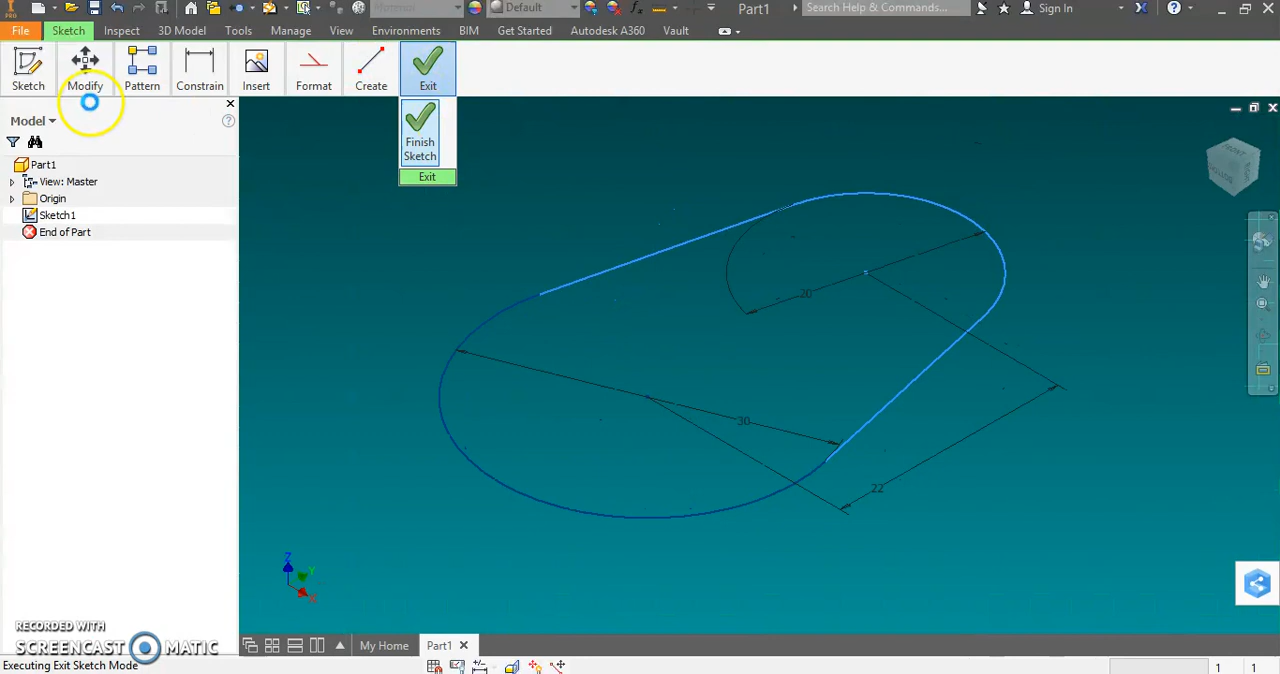 PRO
Normal
Default
Part1
Search Help & Commands...
Sign In
File
Sketch
Inspect
3D Model
Tools
Manage
View
Environments
BIM
Get Started
Autodesk A360
Vault
Sketch
Modify
Pattern
Constrain
Insert
Format
Create
Exit
Finish
Sketch
Exit
Model
Part1
View: Master
Origin
Sketch1
End of Part
FRONT
20
30
22
Z
Y
X
RECORDED WITH
SCREENCAST MATIC
My Home
Part1
Executing Exit Sketch Mode
1
1